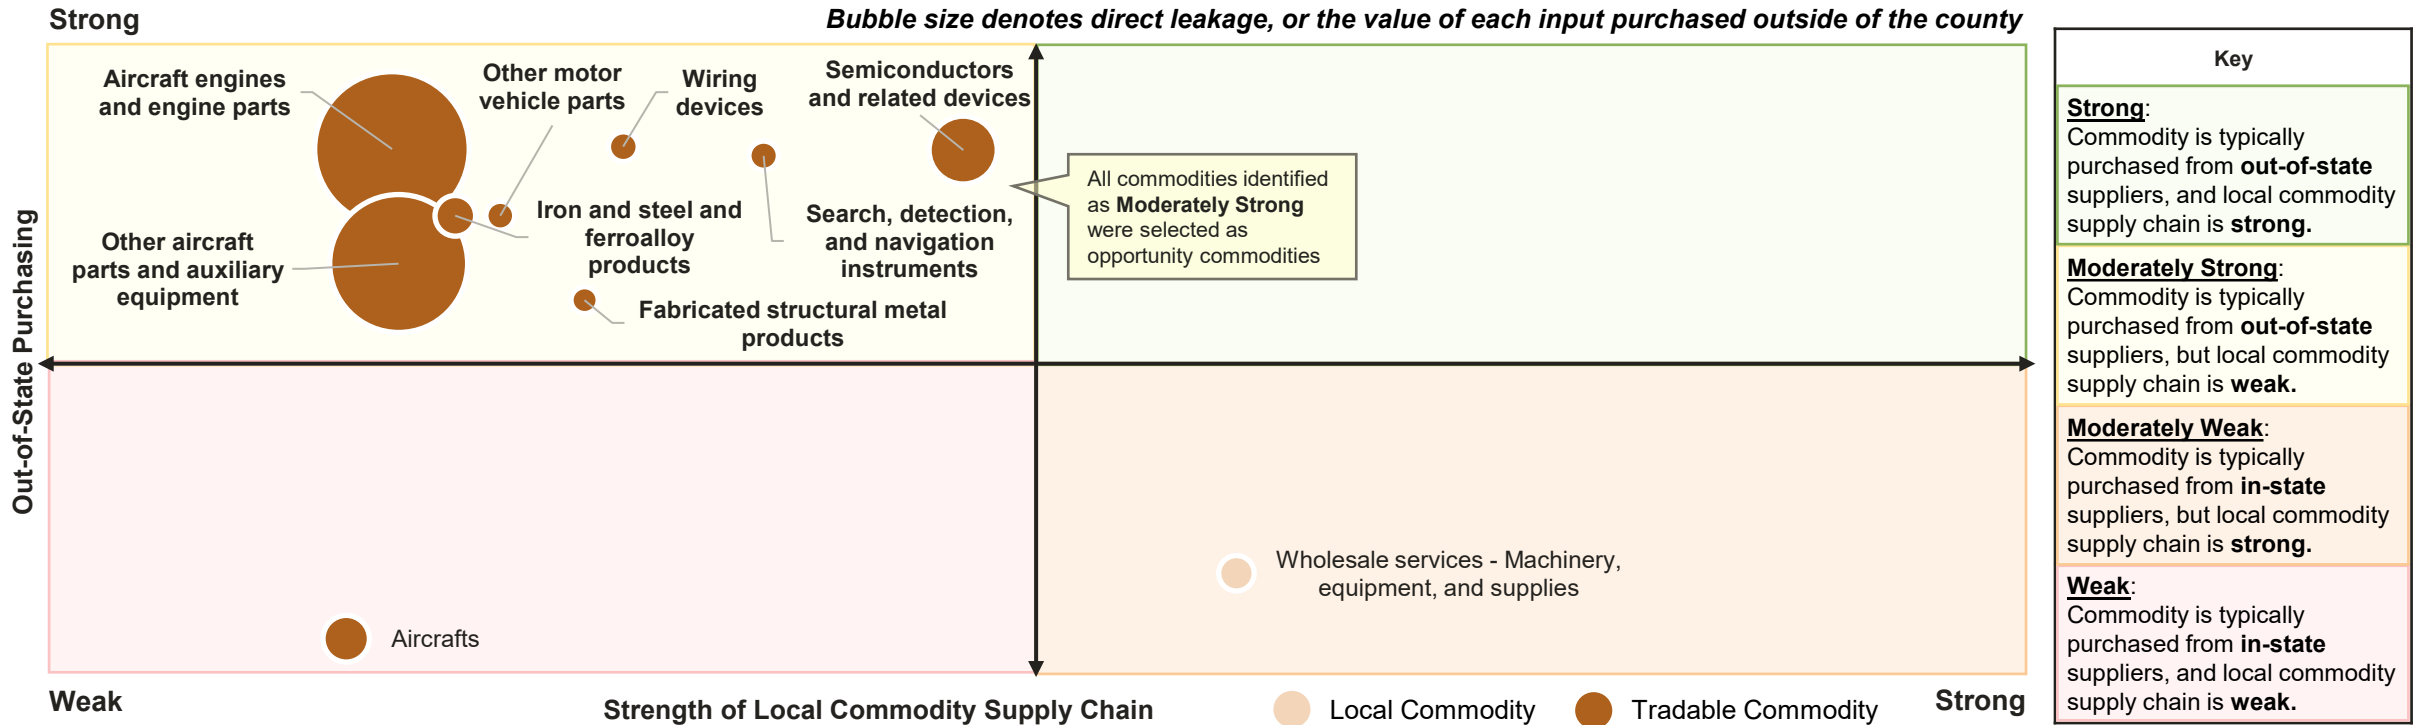 Strong
Bubble size denotes direct leakage, or the value of each input purchased outside of the county
Aircraft engines
and engine parts
Other motor
vehicle parts
Wiring
devices
Semiconductors
and related devices
All commodities identified
as Moderately Strong
were selected as
opportunity commodities
Other aircraft
parts and auxiliary
equipment
Iron and steel and
ferroalloy
products
Search, detection,
and navigation
instruments
Fabricated structural metal
products
Out-of-State Purchasing
Wholesale services - Machinery,
equipment, and supplies
Aircrafts
Weak
Strength of Local Commodity Supply Chain
Local Commodity
Tradable Commodity
Strong
Key
Strong:
Commodity is typically
purchased from out-of-state
suppliers, and local commodity
supply chain is strong.
Moderately Strong:
Commodity is typically
purchased from out-of-state
suppliers, but local commodity
supply chain is weak.
Moderately Weak:
Commodity is typically
purchased from in-state
suppliers, but local commodity
supply chain is strong.
Weak:
Commodity is typically
purchased from in-state
suppliers, and local commodity
supply chain is weak.